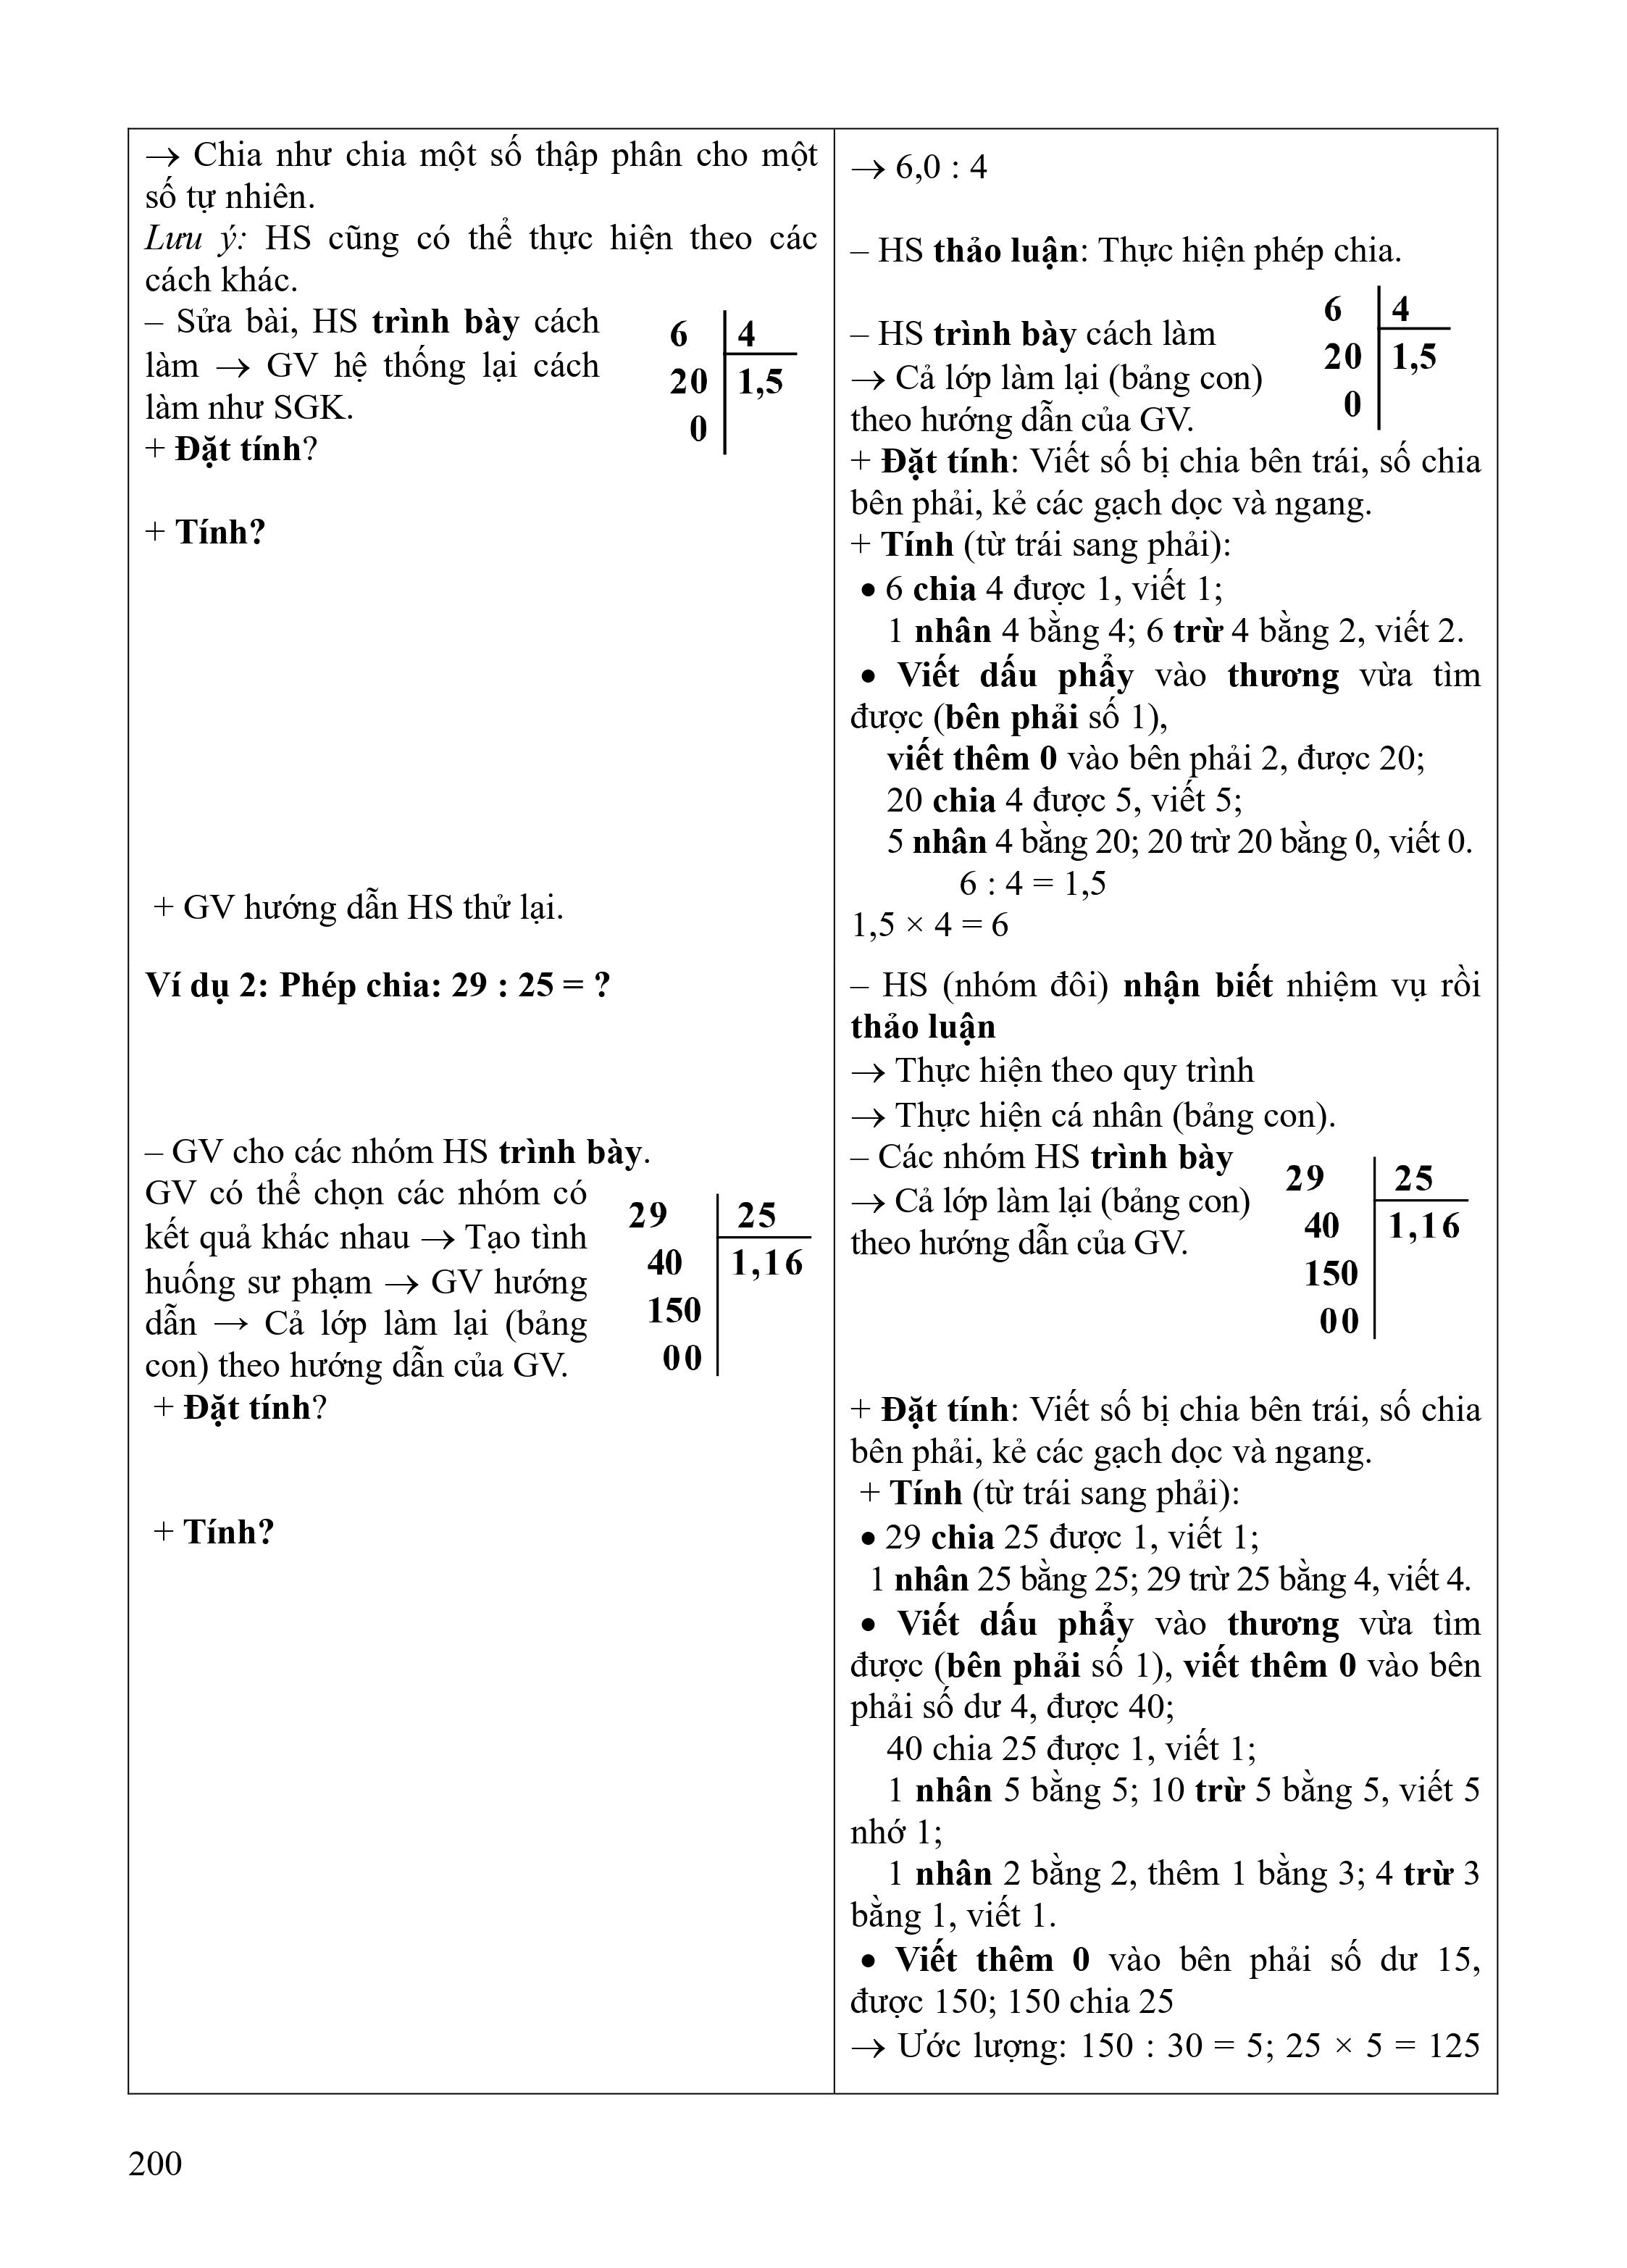 → Chia như chia một số thập phân cho một
số tự nhiên.
Lưu ý: HS cũng có thể thực hiện theo các
cách khác.
– Sửa bài, HS trình bày cách
làm → GV hệ thống lại cách
làm như SGK.
+ Đặt tính?
6 4
20 1,5
0
+ Tính?
+ GV hướng dẫn HS thử lại.
Ví dụ 2: Phép chia: 29 : 25 = ?
– GV cho các nhóm HS trình bày.
GV có thể chọn các nhóm có
kết quả khác nhau → Tạo tình
huống sư phạm → GV hướng
dẫn → Cả lớp làm lại (bảng
con) theo hướng dẫn của GV.
29 25
40 1,16
150
00
+ Đặt tính?
+ Tính?
→ 6,0 : 4
– HS thảo luận: Thực hiện phép chia.
– HS trình bày cách làm
→ Cả lớp làm lại (bảng con)
theo hướng dẫn của GV.
6 4
20 1,5
0
+ Đặt tính: Viết số bị chia bên trái, số chia
bên phải, kẻ các gạch dọc và ngang.
+ Tính (từ trái sang phải):
• 6 chia 4 được 1, viết 1;
1 nhân 4 bằng 4; 6 trừ 4 bằng 2, viết 2.
• Viết dấu phẩy vào thương vừa tìm
được (bên phải số 1),
viết thêm 0 vào bên phải 2, được 20;
20 chia 4 được 5, viết 5;
5 nhân 4 bằng 20; 20 trừ 20 bằng 0, viết 0.
6 : 4 = 1,5
1,5 × 4 = 6
– HS (nhóm đôi) nhận biết nhiệm vụ rồi
thảo luận
→ Thực hiện theo quy trình
→ Thực hiện cá nhân (bảng con).
– Các nhóm HS trình bày
→ Cả lớp làm lại (bảng con)
theo hướng dẫn của GV.
29 25
40 1,16
150
00
+ Đặt tính: Viết số bị chia bên trái, số chia
bên phải, kẻ các gạch dọc và ngang.
+ Tính (từ trái sang phải):
• 29 chia 25 được 1, viết 1;
1 nhân 25 bằng 25; 29 trừ 25 bằng 4, viết 4.
• Viết dấu phẩy vào thương vừa tìm
được (bên phải số 1), viết thêm 0 vào bên
phải số dư 4, được 40;
40 chia 25 được 1, viết 1;
1 nhân 5 bằng 5; 10 trừ 5 bằng 5, viết 5
nhớ 1;
1 nhân 2 bằng 2, thêm 1 bằng 3; 4 trừ 3
bằng 1, viết 1.
• Viết thêm 0 vào bên phải số dư 15,
được 150; 150 chia 25
→ Ước lượng: 150 : 30 = 5; 25 × 5 = 125
200